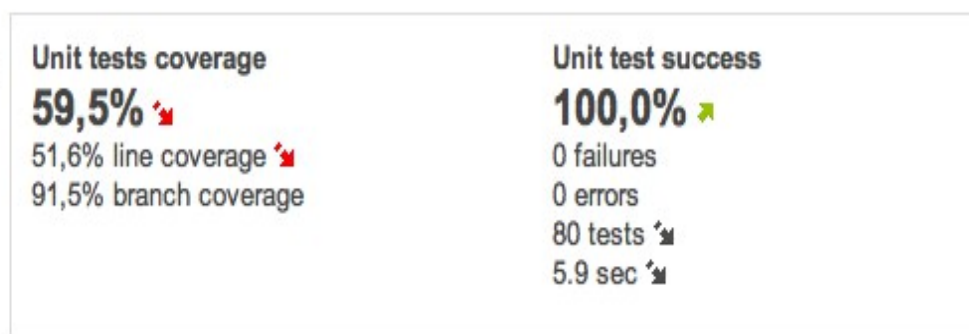 Unit tests coverage
59,5%
51,6% line coverage
91,5% branch coverage
Unit test success
100,0%
0 failures
0 errors
80 tests
5.9 sec